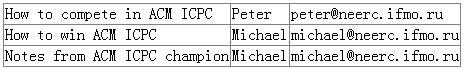 How to compete in ACM ICPC Peter peter@neerc.ifmo.ru
How to win ACM ICPC Michael michael@neerc.ifmo.ru
Notes from ACM ICPC champion Michael michael@neerc.ifmo.ru